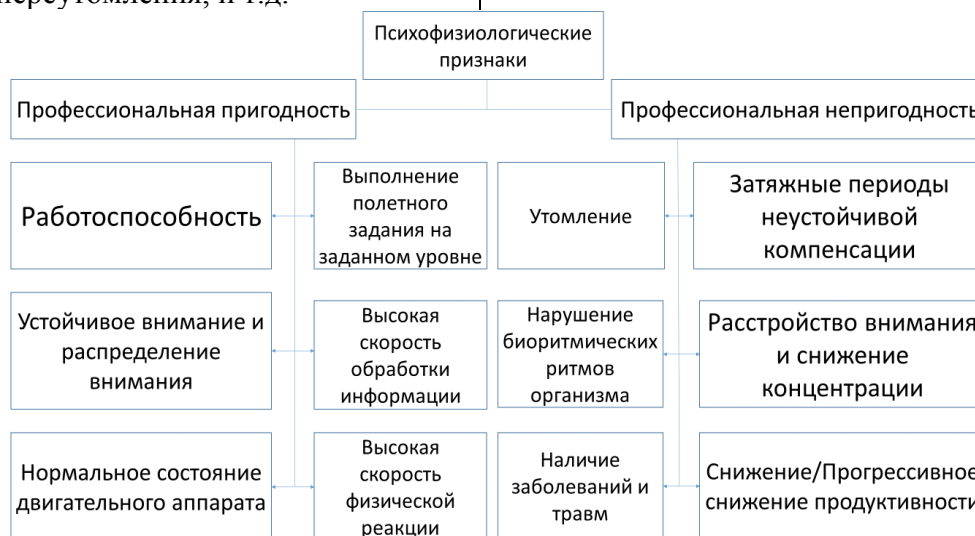 переутомления, и т.д.
Психофизиологические
признаки
Профессиональная пригодность
Профессиональная непригодность
Работоспособность
Выполнение
полетного
задания на
заданном уровне
Утомление
Затяжные периоды
неустойчивой
компенсации
Устойчивое внимание и
распределение
внимания
Высокая
скорость
обработки
информации
Нарушение
биоритмических
ритмов
организма
Расстройство внимания
и снижение
концентрации
Нормальное состояние
двигательного аппарата
Высокая
скорость
физической
реакции
Наличие
заболеваний и
травм
Снижение/Прогрессивное
снижение продуктивности